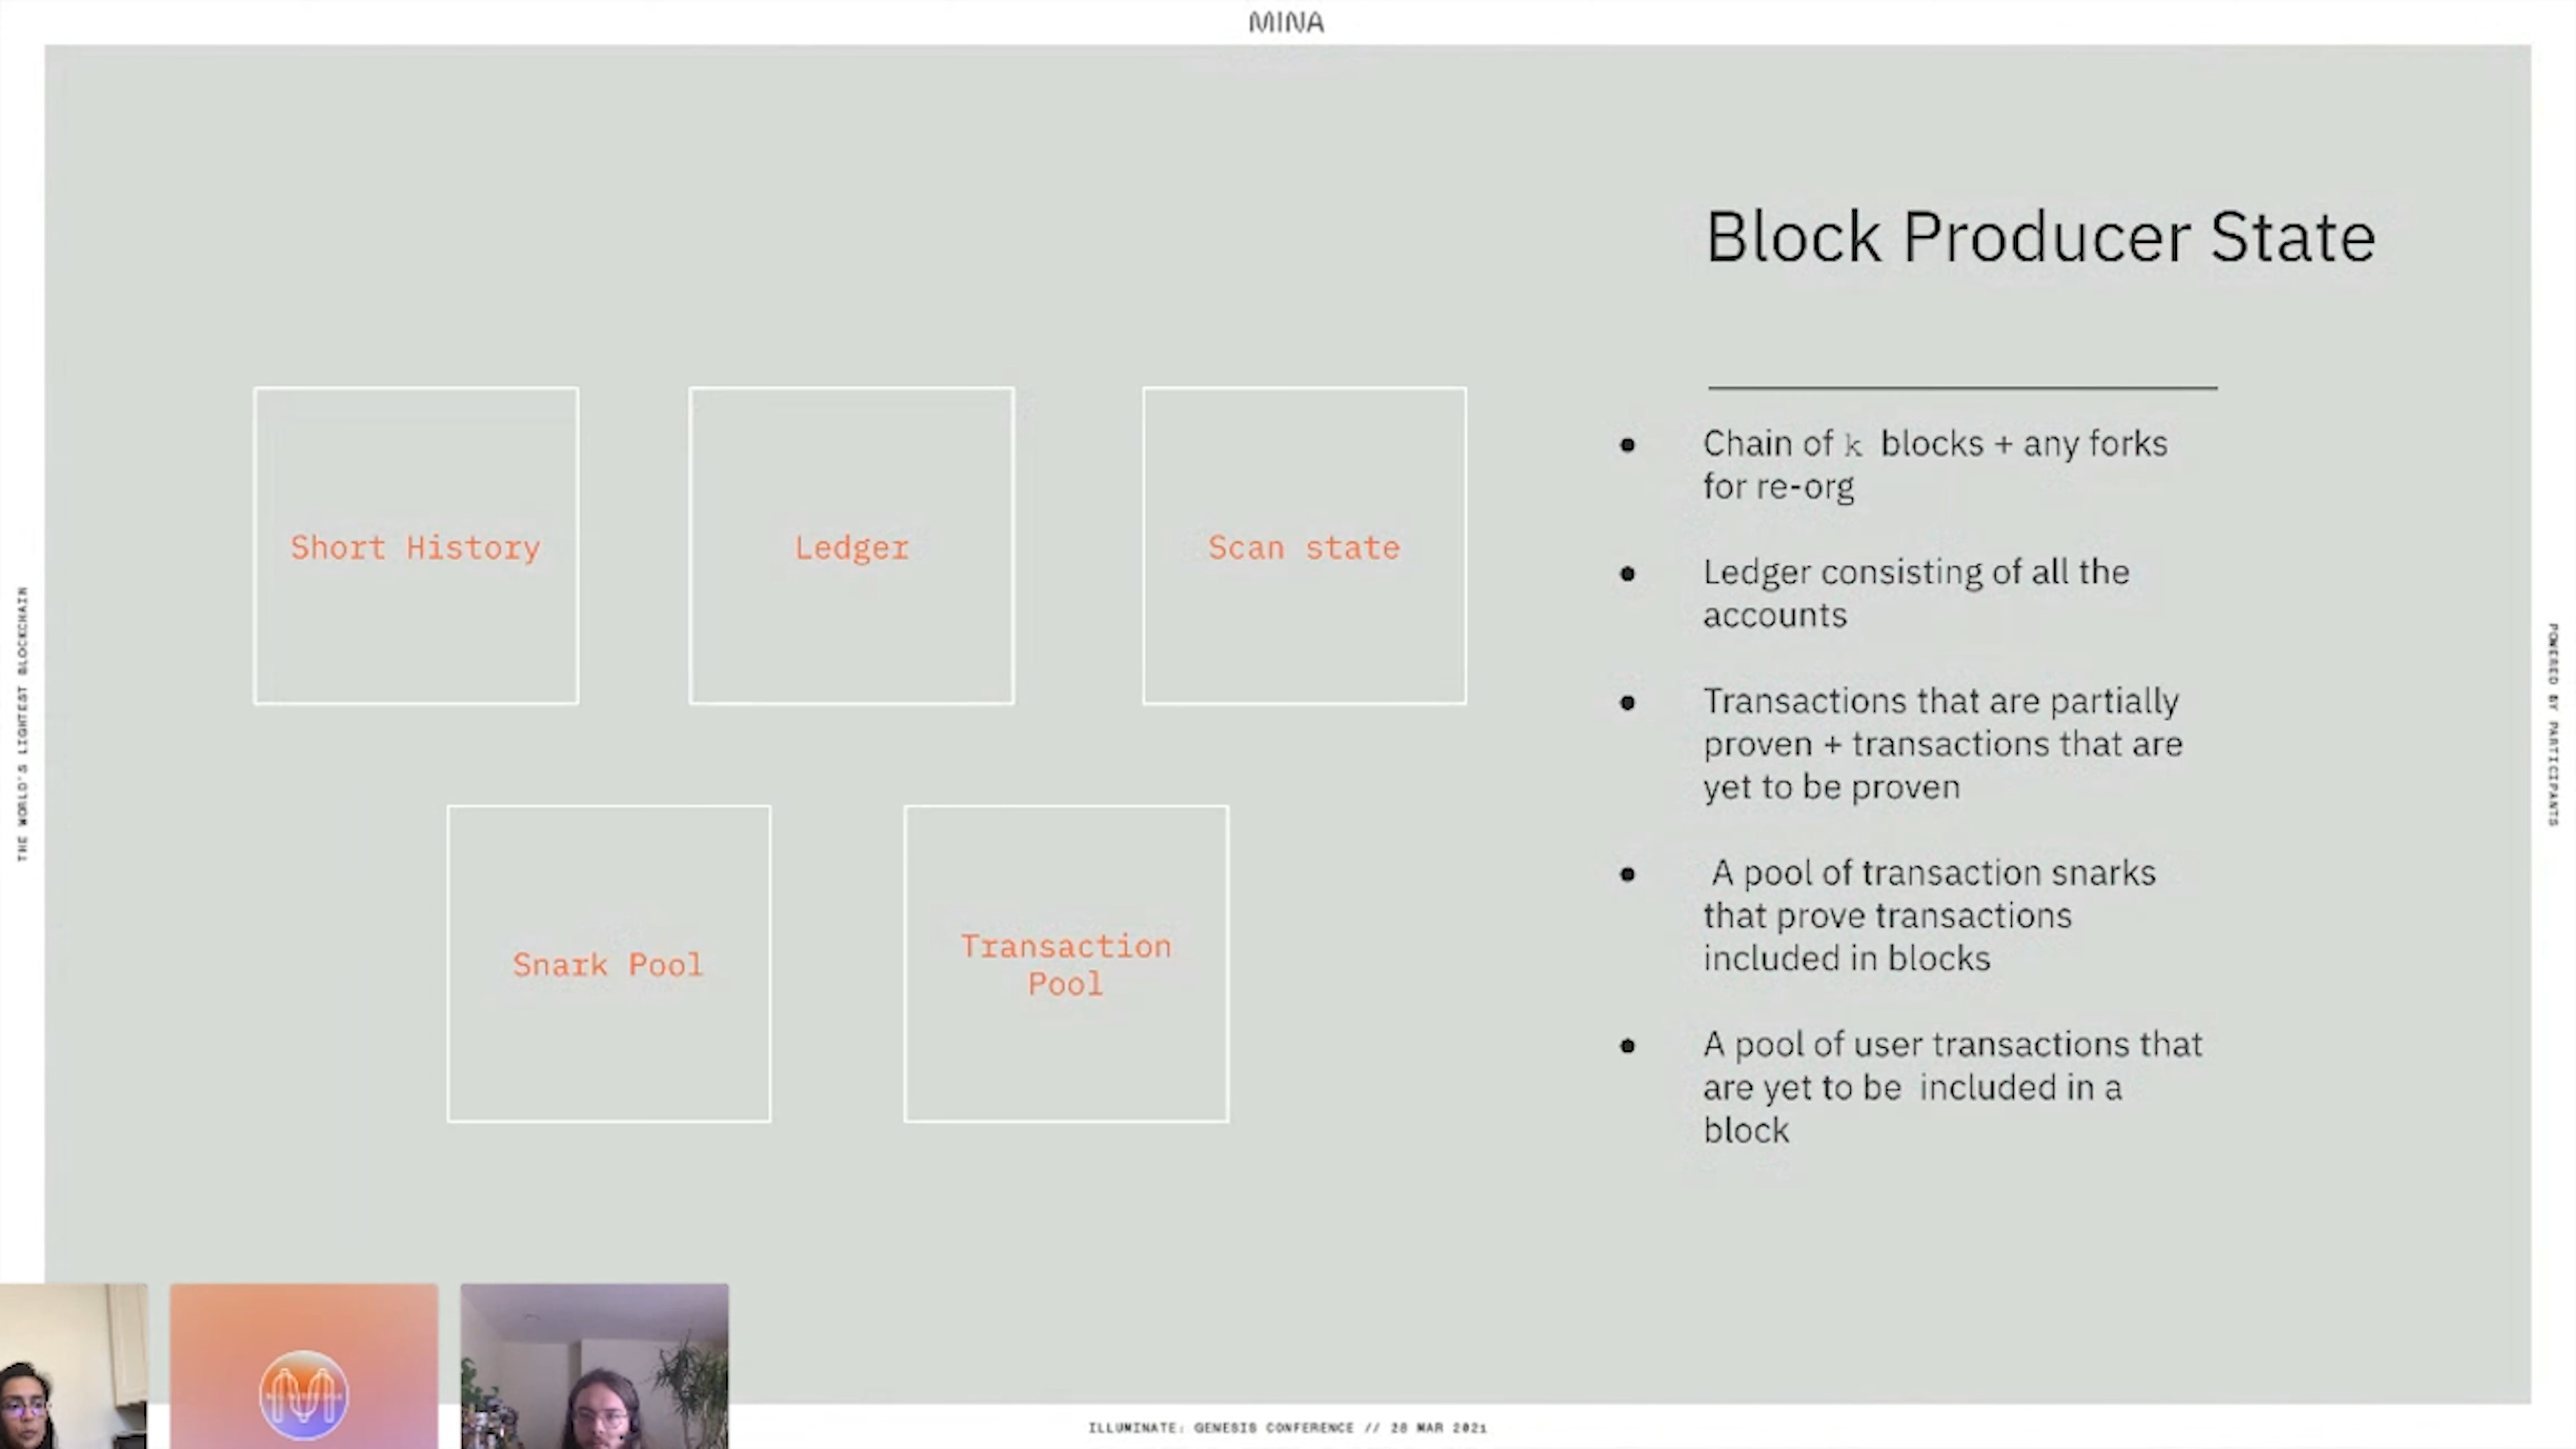 MINA
Block Producer State
Short History
Ledger
Scan state
Snark Pool
Transaction
Pool
• Chain of k blocks + any forks
for re-org
• Ledger consisting of all the
accounts
• Transactions that are partially
proven + transactions that are
yet to be proven
• A pool of transaction snarks
that prove transactions
included in blocks
• A pool of user transactions that
are yet to be included in a
block
THE WORLD'S LIGHTEST BLOCKCHAIN
POWERED BY PARTICIPANTS
ILLUMINATE: GENESIS CONFERENCE // 28 MAR 2021